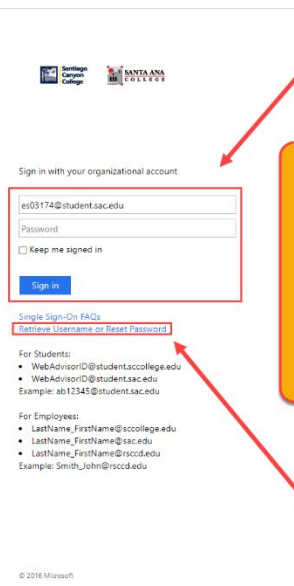 Santiago
Canyon
College
SANTA ANA
COLLEGE
Sign in with your organizational account
es03174@student.sac.edu
Password
Keep me signed in
Sign in
Single Sign-On FAQs
Retrieve Username or Reset Password
For Students:
• WebAdvisorID@student.sccollege.edu
• WebAdvisorID@student.sac.edu
Example: ab12345@student.sac.edu
For Employees:
• LastName_FirstName@sccollege.edu
• LastName_FirstName@sac.edu
• LastName_FirstName@rsccd.edu
Example: Smith_John@rsccd.edu
© 2016 Microsoft